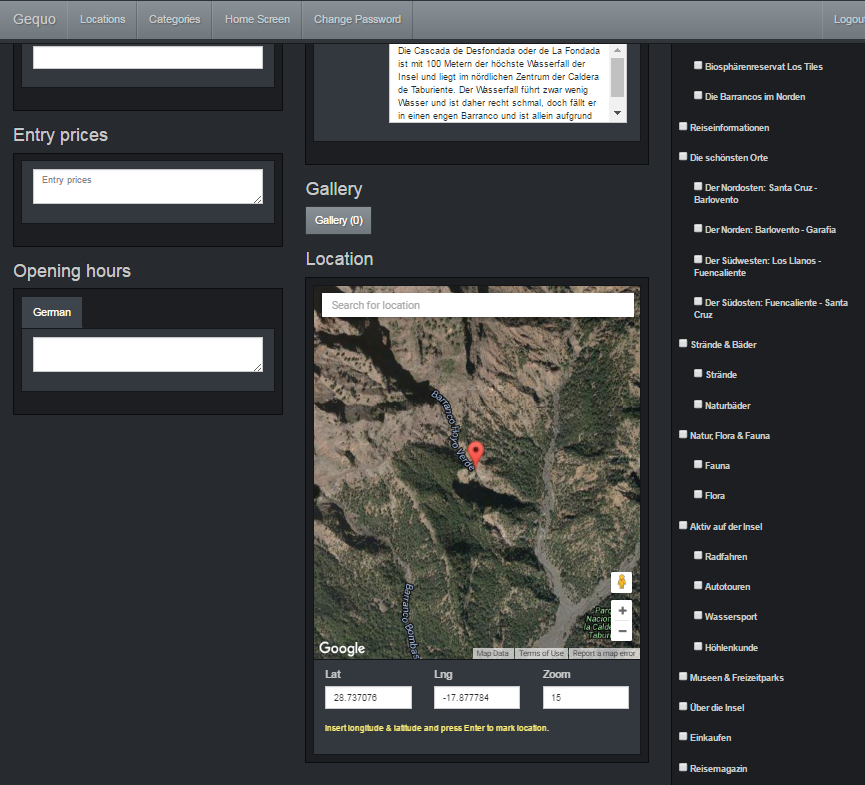 Gequo
Locations
Categories
Home Screen
Change Password
Logou
Entry prices
Entry prices
Opening hours
German
Die Cascada de Desfondada oder de La Fondada
ist mit 100 Metern der höchste Wasserfall der
Insel und liegt im nördlichen Zentrum der Caldera
de Taburiente. Der Wasserfall führt zwar wenig
Wasser und ist daher recht schmal, doch fällt er
in einen engen Barranco und ist allein aufgrund
Gallery
Gallery (0)
Location
Search for location
Barranco Hoyo Verde
Barranco Bombas
Parq
Nacion
la Calde
Taburi
Google
Map Data
Terms of Use
Report a map error
Lat
Lng
Zoom
28.737076
-17.877784
15
Insert longitude & latitude and press Enter to mark location.
Biosphärenreservat Los Tiles
Die Barrancos im Norden
Reiseinformationen
Die schönsten Orte
Der Nordosten: Santa Cruz -
Barlovento
Der Norden: Barlovento - Garafia
Der Südwesten: Los Llanos -
Fuencaliente
Der Südosten: Fuencaliente - Santa
Cruz
Strände & Bäder
Strände
Naturbäder
Natur, Flora & Fauna
Fauna
Flora
Aktiv auf der Insel
Radfahren
Autotouren
Wassersport
Höhlenkunde
Museen & Freizeitparks
Über die Insel
Einkaufen
Reisemagazin